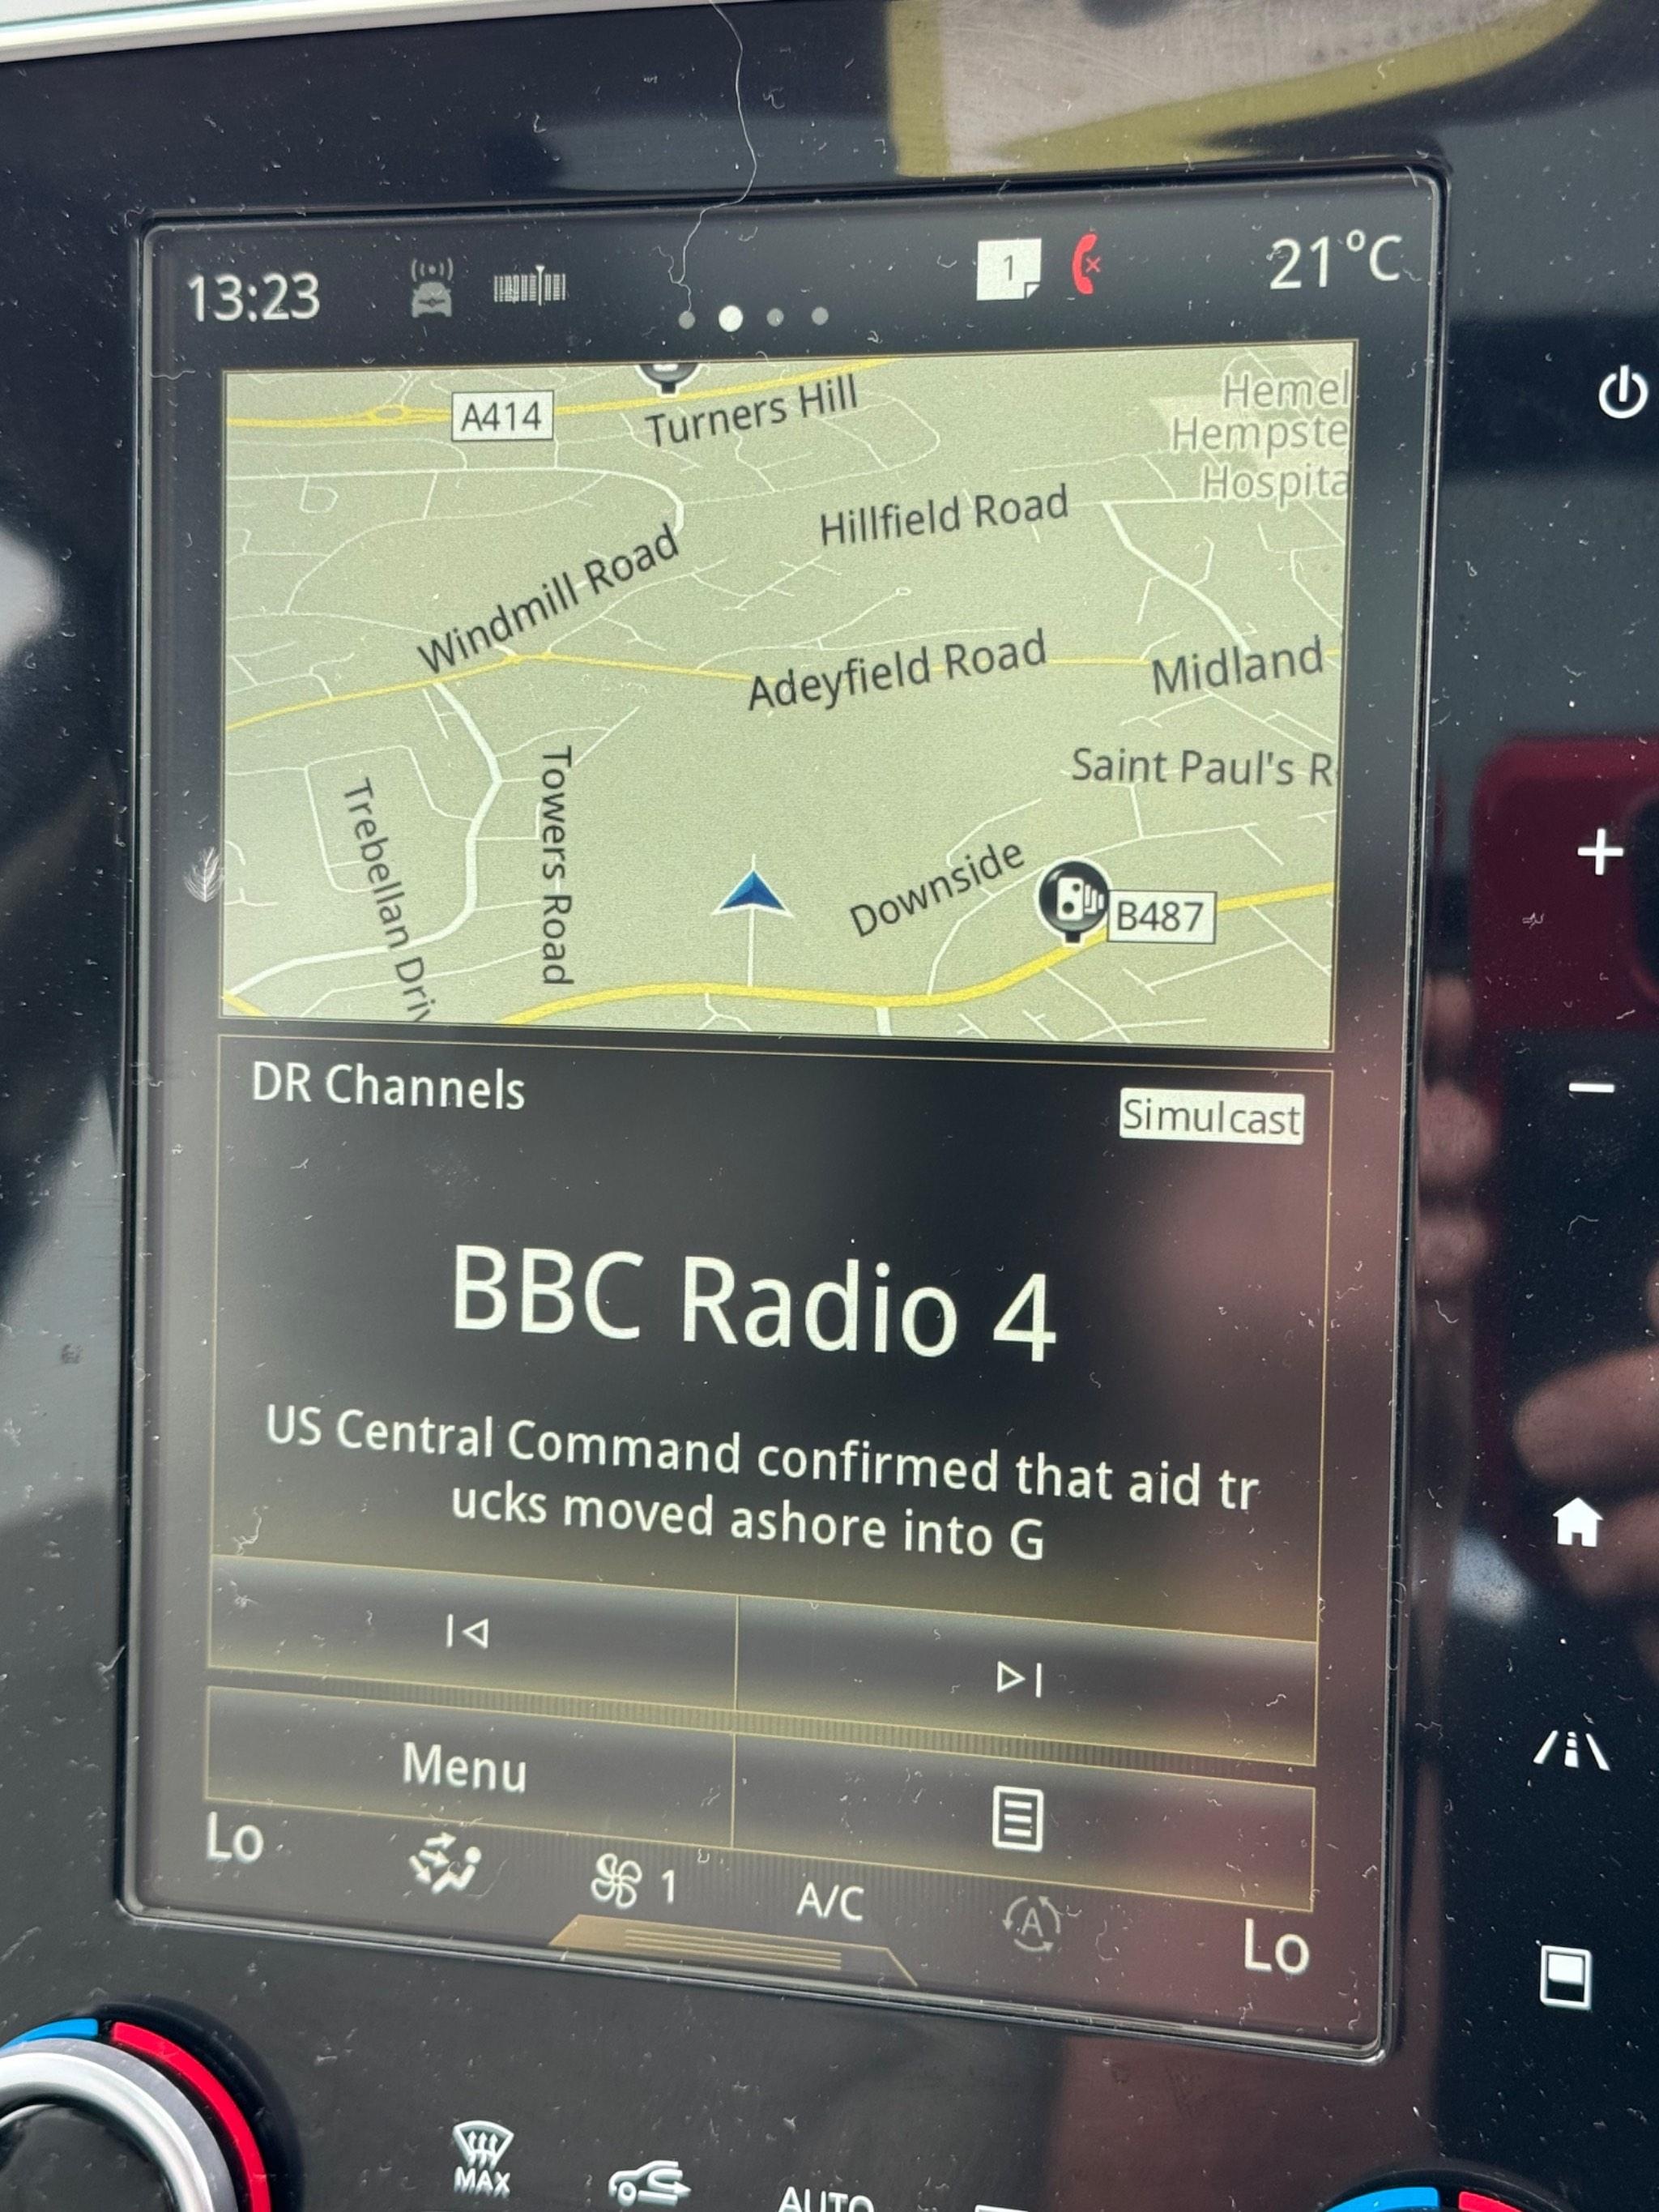 13:23
1
21°C
A414
Turners Hill
Hemel
Hempste
Hospita
Hillfield Road
Windmill Road
Adeyfield Road
Midland
Saint Paul's R
Towers Road
Trebellan Driv
Downside
B487
DR Channels
Simulcast
BBC Radio 4
US Central Command confirmed that aid tr
ucks moved ashore into G
Menu
Lo
1
A/C
A
Lo
MAX
AUTO